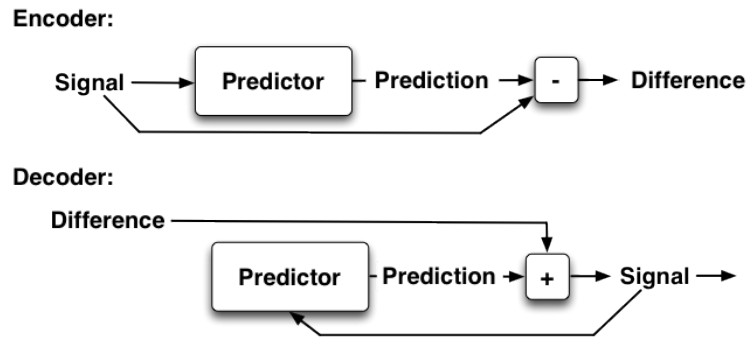 Encoder:
Signal Predictor Prediction - Difference
Decoder:
Difference
Predictor Prediction + Signal